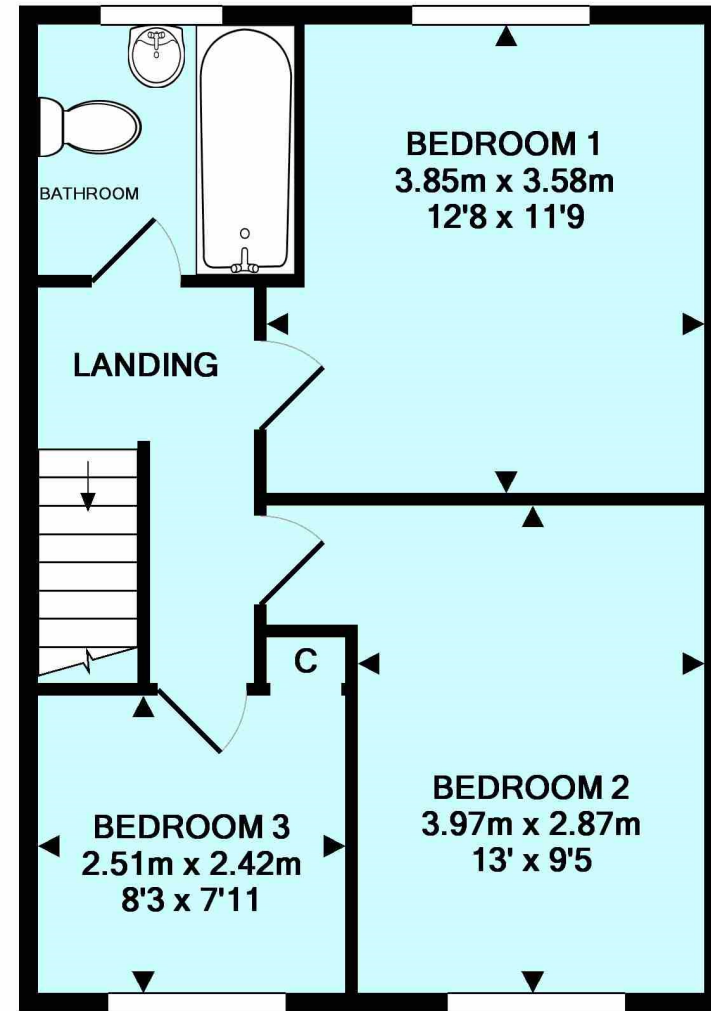 BEDROOM 1
3.85m x 3.58m
12'8 x 11'9
BATHROOM
LANDING
C
BEDROOM 2
3.97m x 2.87m
13' x 9'5
BEDROOM 3
2.51m x 2.42m
8'3 x 7'11